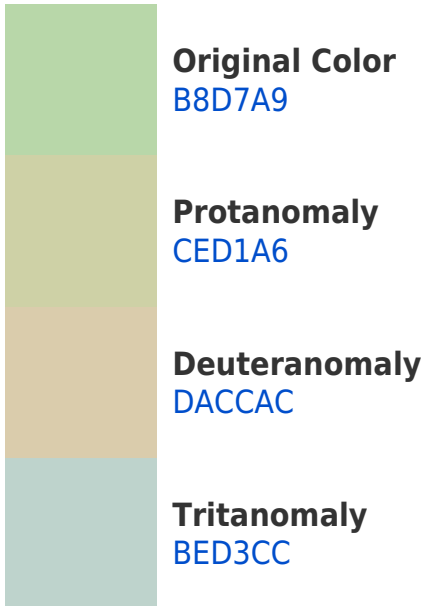 Original Color
B8D7A9
Protanomaly
CED1A6
Deuteranomaly
DACCAC
Tritanomaly
BED3CC